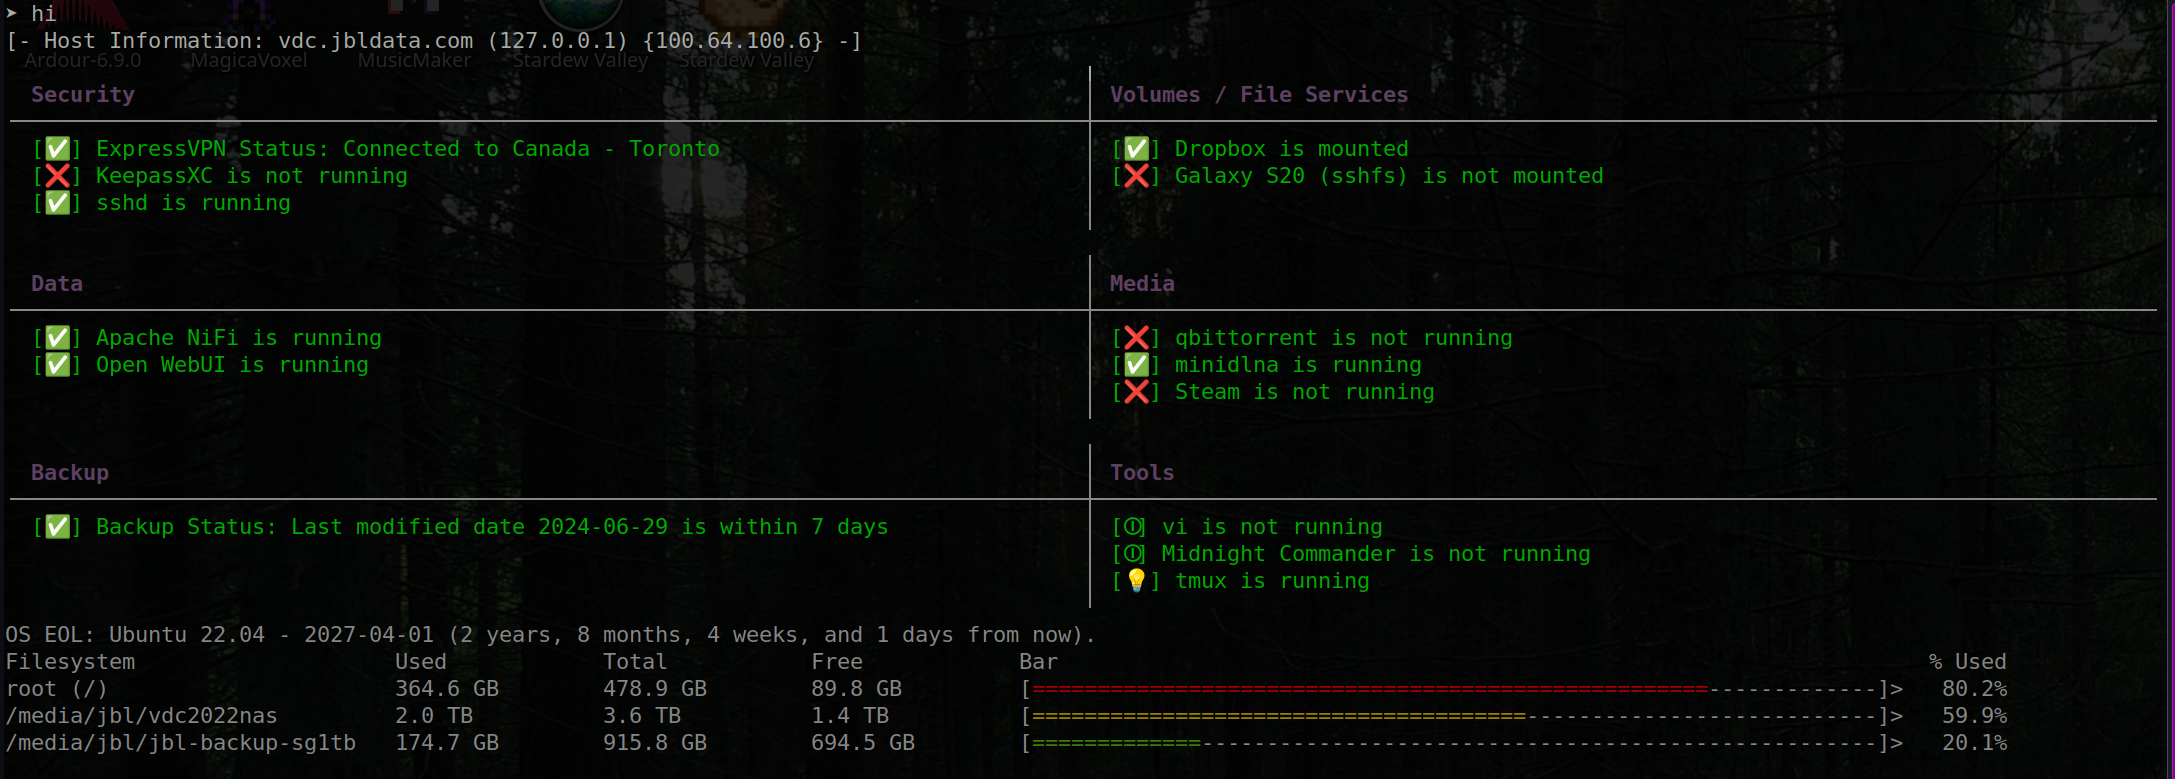 ➤ hi
[- Host Information: vdc.jbldata.com (127.0.0.1) {100.64.100.6} -]
Ardour-6.9.0 MagicaVoxel MusicMaker Stardew Valley Stardew Valley
Security
[✅] ExpressVPN Status: Connected to Canada - Toronto
[❌] KeepassXC is not running
[✅] sshd is running
Volumes / File Services
[✅] Dropbox is mounted
[❌] Galaxy S20 (sshfs) is not mounted
Data
[✅] Apache NiFi is running
[✅] Open WebUI is running
Media
[❌] qbittorrent is not running
[✅] minidlna is running
[❌] Steam is not running
Backup
[✅] Backup Status: Last modified date 2024-06-29 is within 7 days
Tools
[⏼] vi is not running
[⏼] Midnight Commander is not running
[💡] tmux is running
OS EOL: Ubuntu 22.04 - 2027-04-01 (2 years, 8 months, 4 weeks, and 1 days from now).
Filesystem Used Total Free Bar % Used
root (/) 364.6 GB 478.9 GB 89.8 GB [====================================================-------------]> 80.2%
/media/jbl/vdc2022nas 2.0 TB 3.6 TB 1.4 TB [======================================---------------------------]> 59.9%
/media/jbl/jbl-backup-sg1tb 174.7 GB 915.8 GB 694.5 GB [=============----------------------------------------------------]> 20.1%